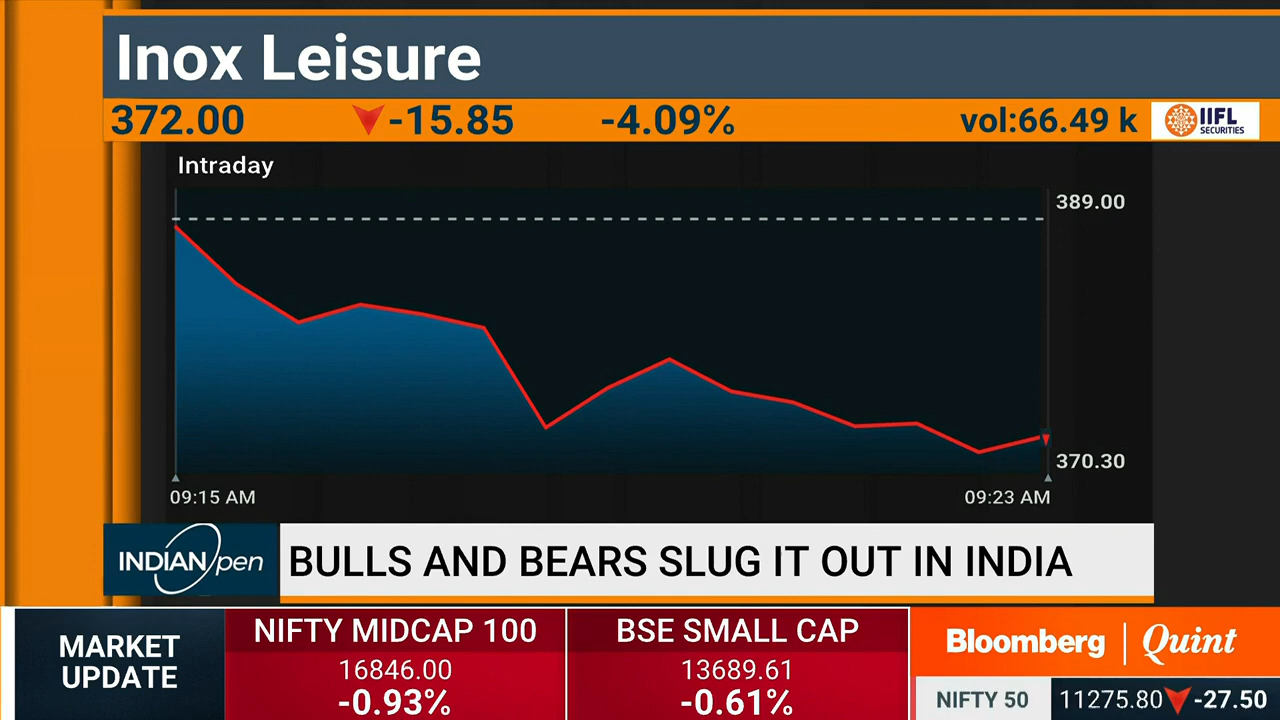 Inox Leisure
372.00 -15.85 -4.09% vol:66.49 k IIFL SECURITIES
Intraday
389.00
370.30
09:15 AM 09:23 AM
INDIAN Open BULLS AND BEARS SLUG IT OUT IN INDIA
MARKET UPDATE
NIFTY MIDCAP 100
16846.00
-0.93%
BSE SMALL CAP
13689.61
-0.61%
Bloomberg | Quint
NIFTY 50 11275.80 -27.50